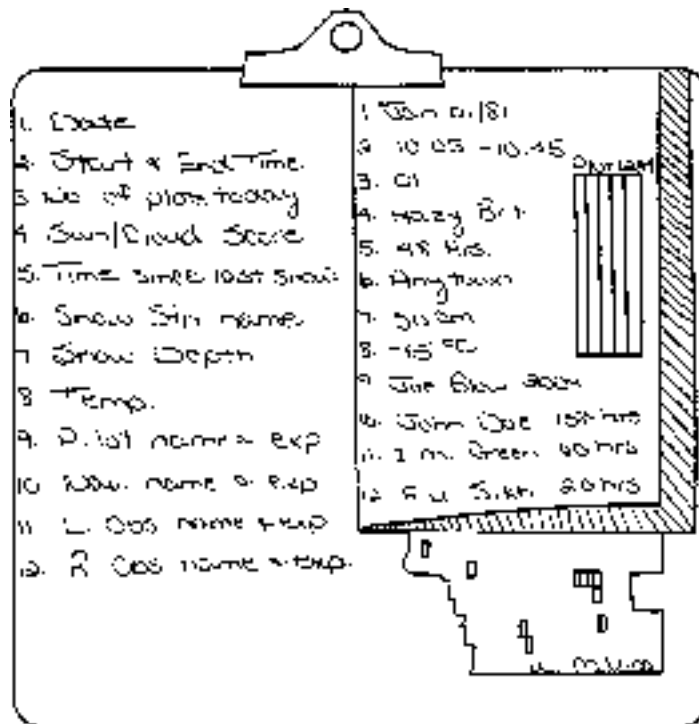 1. Date
2. Start & End Time
3 No of plots today
4 Sun/Cloud Score
5. Time since last snow
6. Snow Stn name
7 Snow Depth
8 Temp.
9. Pilot name & exp
10 Nav. name & exp
11 L. Obs name & exp
12. R Obs name & exp.
1 Jan 01/81
2 10 05 - 10.45
3. 01
4. Hazy Brt
5. 48 Hrs.
6. Anytown
7. 50 cm
8. -15 °C
9. Joe Blow
10. John Doe hrs
11. I. M. Green 40 hrs
12 20 hrs